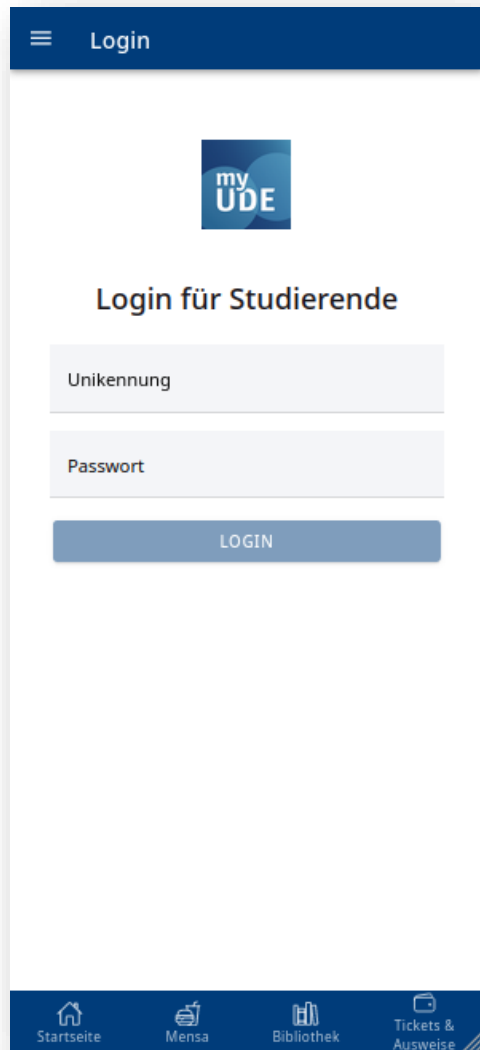 Login
my
UDE
Login für Studierende
Unikennung
Passwort
LOGIN
Startseite
Mensa
Bibliothek
Tickets &
Ausweise